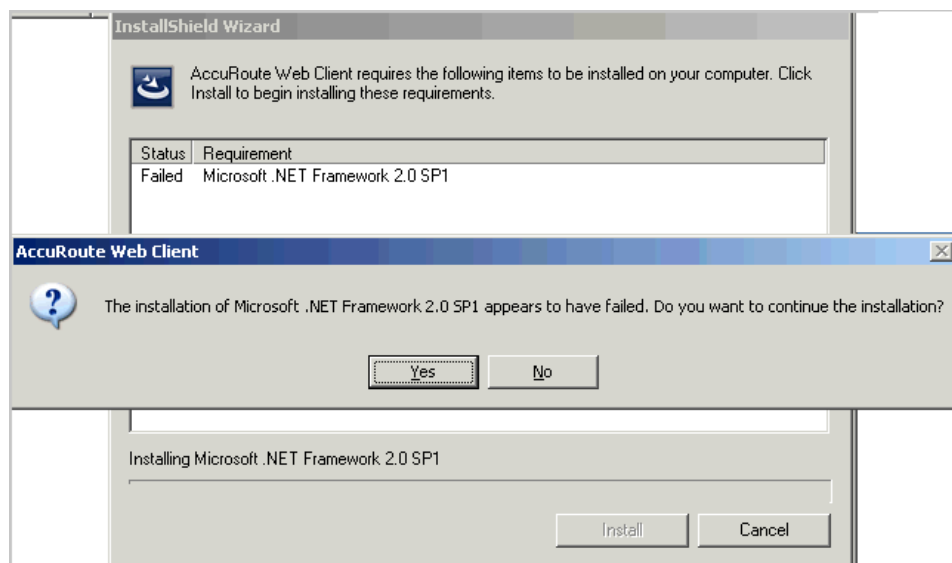 InstallShield Wizard
AccuRoute Web Client requires the following items to be installed on your computer. Click
Install to begin installing these requirements.
Status Requirement
Failed Microsoft .NET Framework 2.0 SP1
AccuRoute Web Client
The installation of Microsoft .NET Framework 2.0 SP1 appears to have failed. Do you want to continue the installation?
Yes No
Installing Microsoft .NET Framework 2.0 SP1
Install Cancel